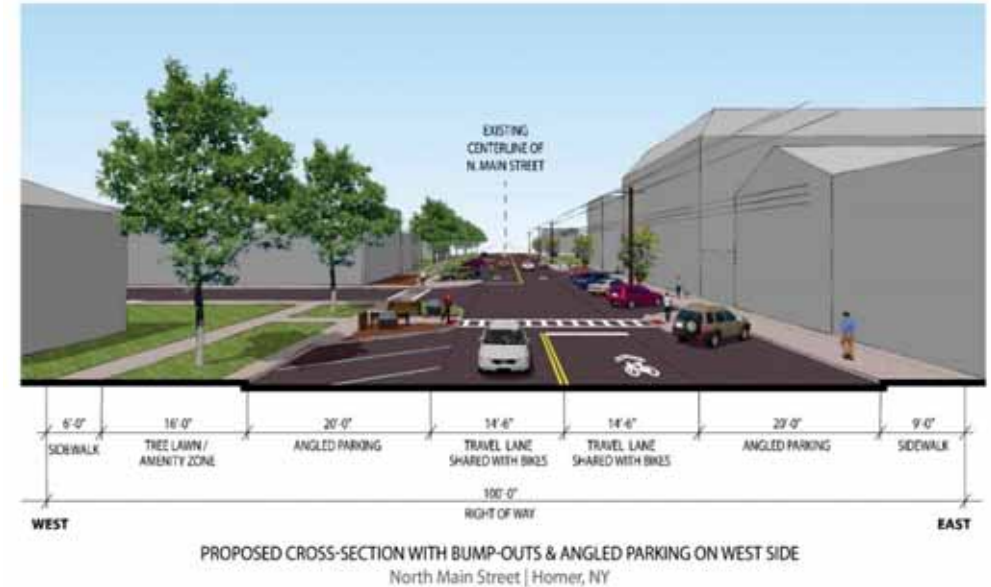 EXISTING
CENTERLINE OF
N. MAIN STREET
6'-0" 16'-0" 20'-0" 14'-6" 14'-6" 20'-0" 9'-0"
SIDEWALK TREE LAWN / ANGLED PARKING TRAVEL LANE TRAVEL LANE ANGLED PARKING SIDEWALK
AMENITY ZONE SHARED WITH BIKES SHARED WITH BIKES
100'-0"
RIGHT OF WAY
WEST EAST
PROPOSED CROSS-SECTION WITH BUMP-OUTS & ANGLED PARKING ON WEST SIDE
North Main Street | Homer, NY